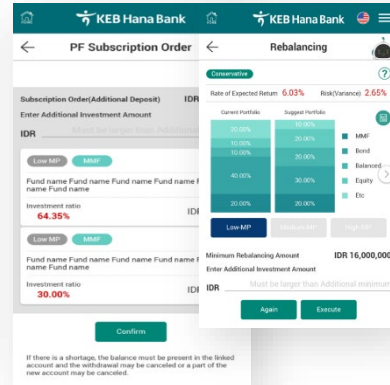 KEB Hana Bank
PF Subscription Order
Subscription Order(Additional Deposit) IDR
Enter Additional Investment Amount
IDR Must be larger than Additional
Low MP MMF
Fund name Fund name Fund name Fund name
name Fund name
Investment ratio
64.35% IDR
Low MP MMF
Fund name Fund name Fund name Fund name
name Fund name
Investment ratio
30.00% IDR
Confirm
If there is a shortage, the balance must be present in the linked
account and the withdrawal may be canceled or a part of the
new account may be canceled.
KEB Hana Bank
Rebalancing
Conservative ?
Rate of Expected Return 6.03% Risk(Variance) 2.65%
Current Portfolio Suggest Portfolio
20.00%
10.00%
10.00%
40.00%
20.00%
10.00%
20.00%
20.00%
30.00%
20.00%
MMF
Bond
Balanced
Equity
Etc
Low-MP Medium-MP High-MP
Minimum Rebalancing Amount IDR 16,000,000
Enter Additional Investment Amount
IDR Must be larger than Additional minimum
Again Execute